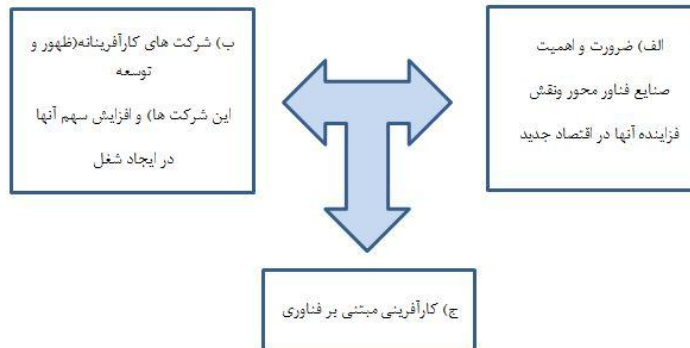 الف) ضرورت و اهمیت
صنایع فناور محور ونقش
فزاینده آنها در اقتصاد جدید
ب) شرکت های کارآفرینانه(ظهور و
توسعه
این شرکت ها) و افزایش سهم آنها
در ایجاد شغل
ج) کارآفرینی مبتنی بر فناوری